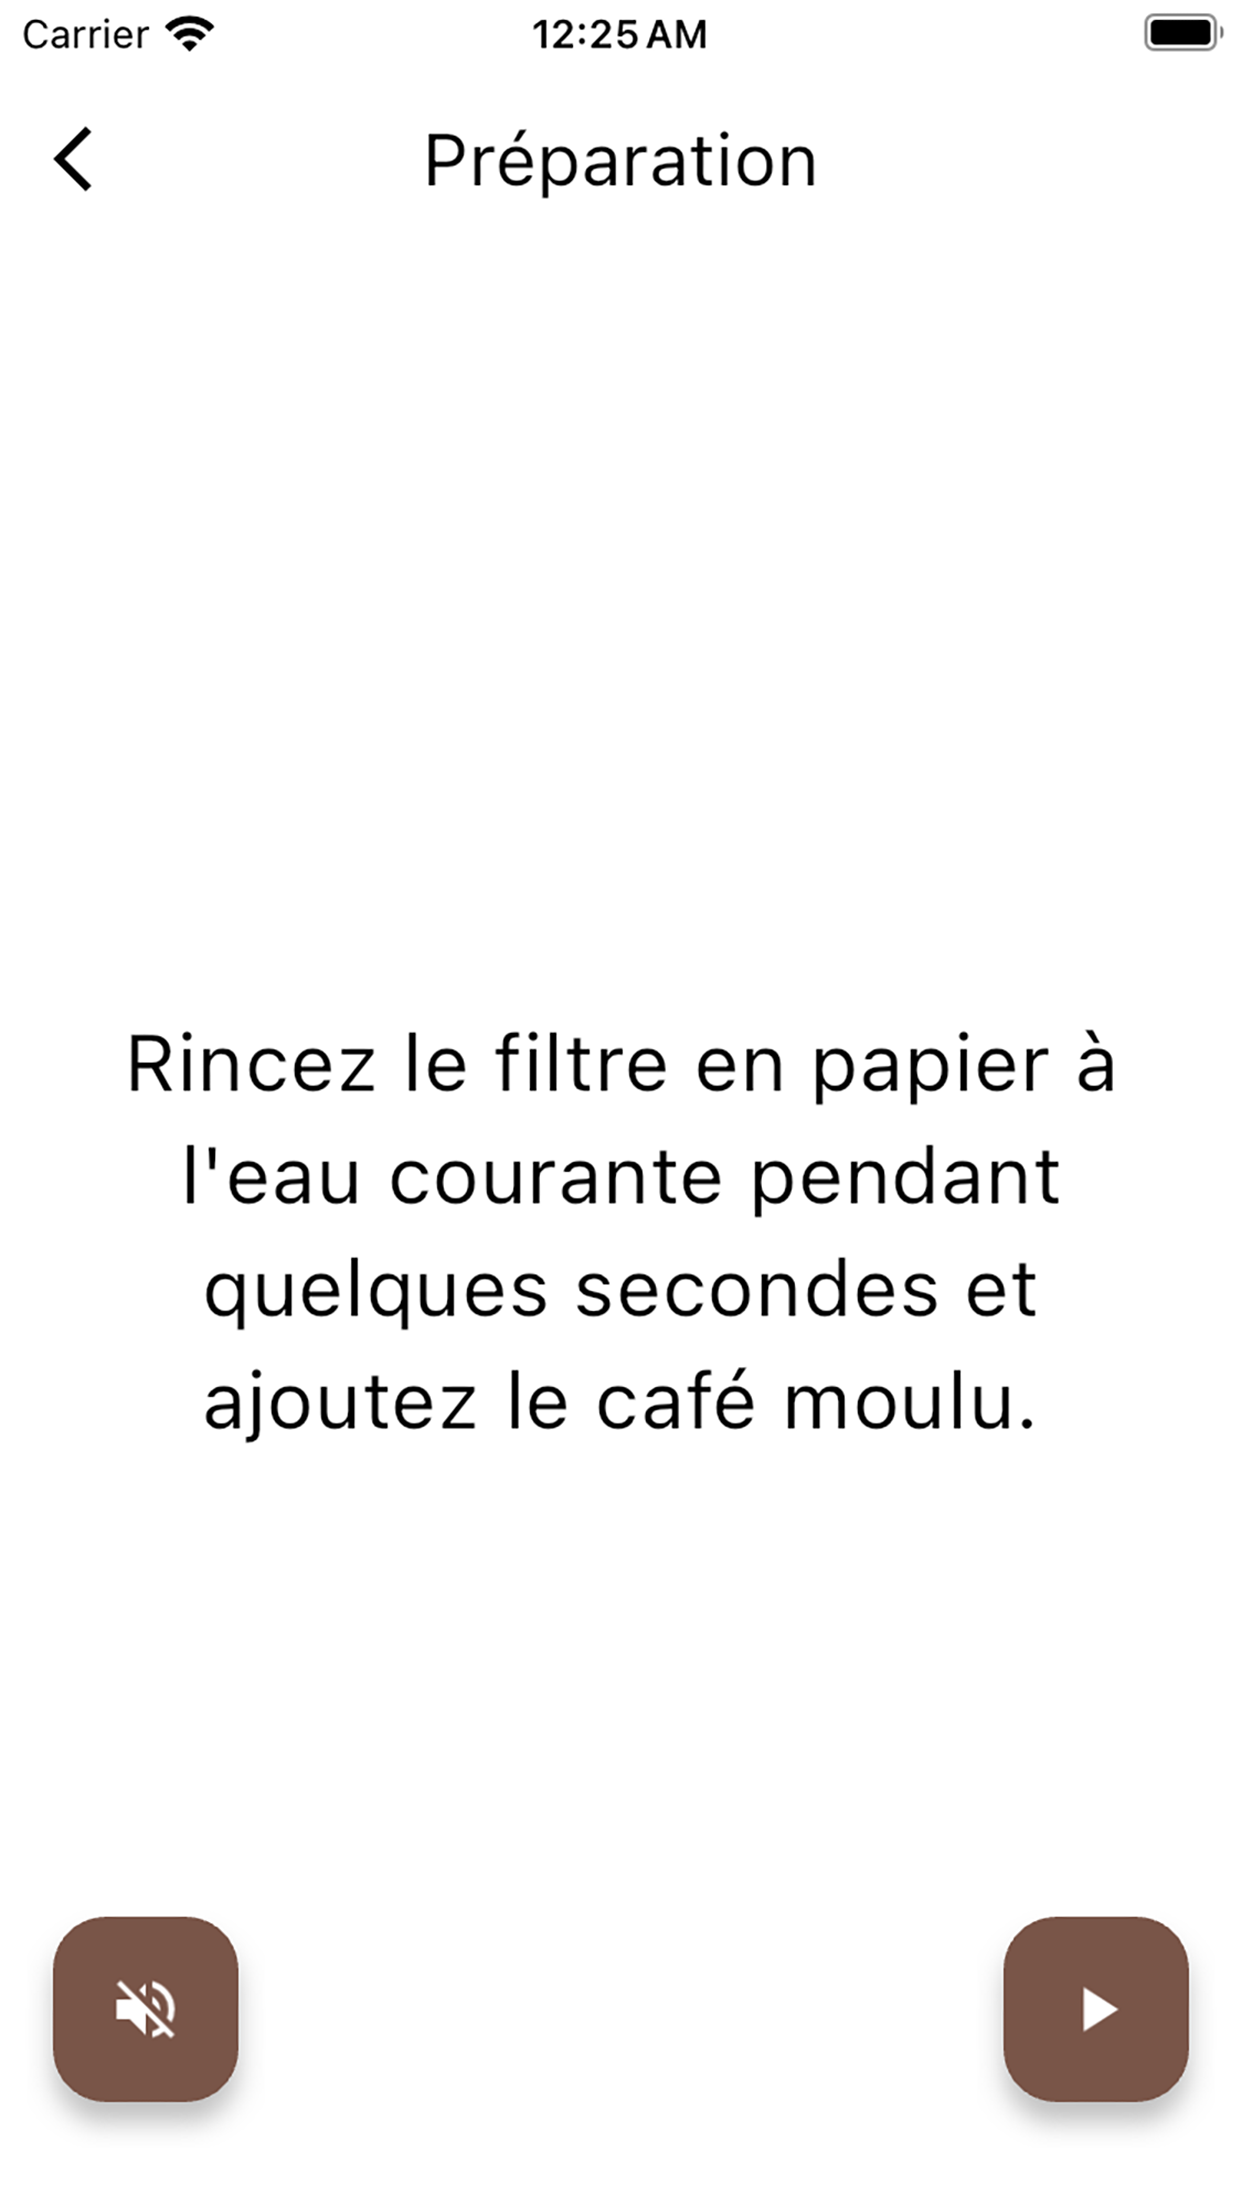 Carrier 12:25 AM
Préparation
Rincez le filtre en papier à
l'eau courante pendant
quelques secondes et
ajoutez le café moulu.